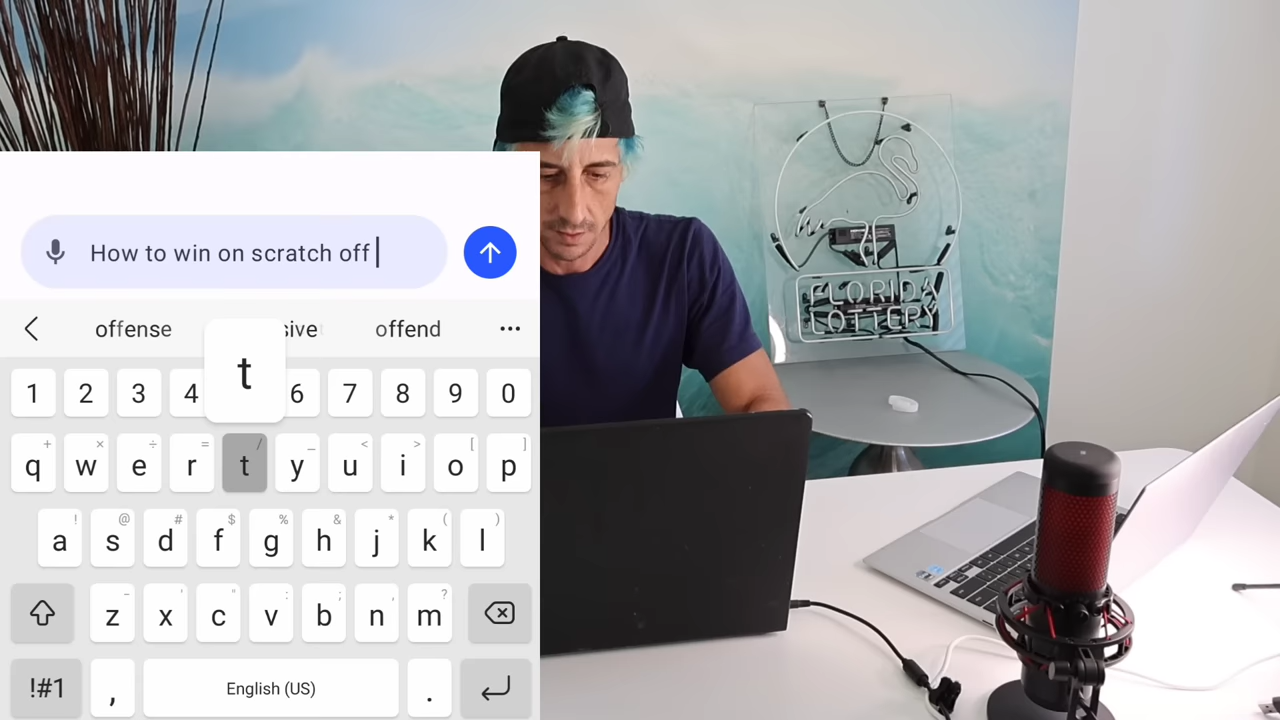 How to win on scratch off
offense
sive
offend
t
1 2 3 4 6 7 8 9 0
+ × ÷ = / _ < > [ ]
q w e r t y u i o p
! @ # $ % & * ( )
a s d f g h j k l
- ' " : ; , ?
z x c v b n m
!#1 , English (US) .
FLORIDA
LOTTERY